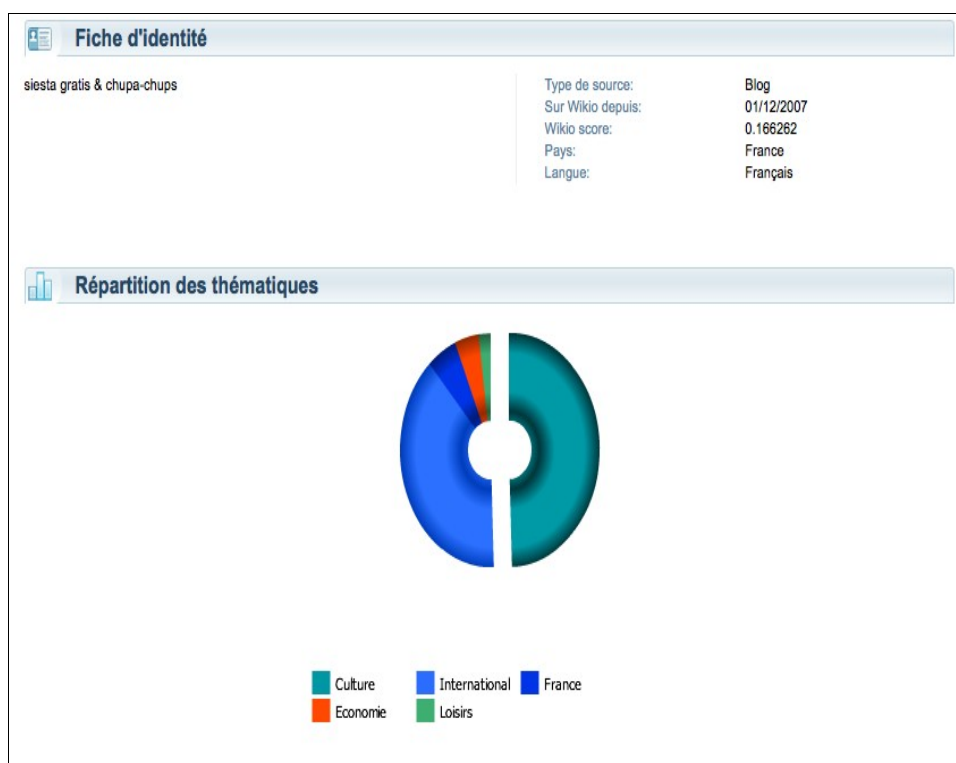 Fiche d'identité
siesta gratis & chupa-chups
Type de source: Blog
Sur Wikio depuis: 01/12/2007
Wikio score: 0.166262
Pays: France
Langue: Français
Répartition des thématiques
Culture International France
Economie Loisirs